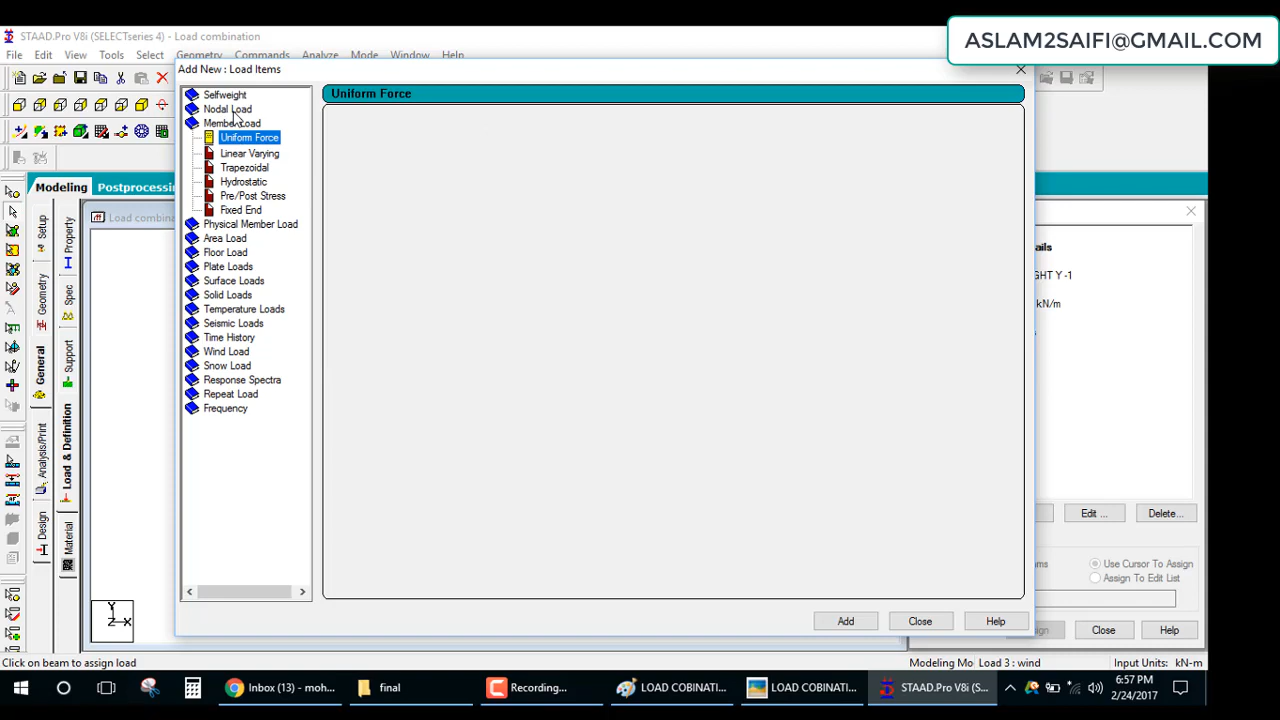 ASLAM2SAIFI@GMAIL.COM
STAAD.Pro V8i (SELECTseries 4) - Load combination
File Edit View Tools Select Geometry Commands Analyze Mode Window Help
Add New : Load Items
Selfweight
Nodal Load
Member Load
Uniform Force
Linear Varying
Trapezoidal
Hydrostatic
Pre/Post Stress
Fixed End
Physical Member Load
Area Load
Floor Load
Plate Loads
Surface Loads
Solid Loads
Temperature Loads
Seismic Loads
Time History
Wind Load
Snow Load
Response Spectra
Repeat Load
Frequency
Uniform Force
Add Close Help
Modeling Postprocessin
Load combina
Setup
Geometry
General
Analysis/Print
Design
Property
Spec
Support
Load & Definition
Material
Y
Z X
ails
GHT Y -1
kN/m
Edit ... Delete...
Use Cursor To Assign
Assign To Edit List
Close Help
Click on beam to assign load
Modeling Mo Load 3 : wind Input Units: kN-m
Inbox (13) - moh...
final
Recording...
LOAD COBINATI...
LOAD COBINATI...
STAAD.Pro V8i (S...
6:57 PM
2/24/2017